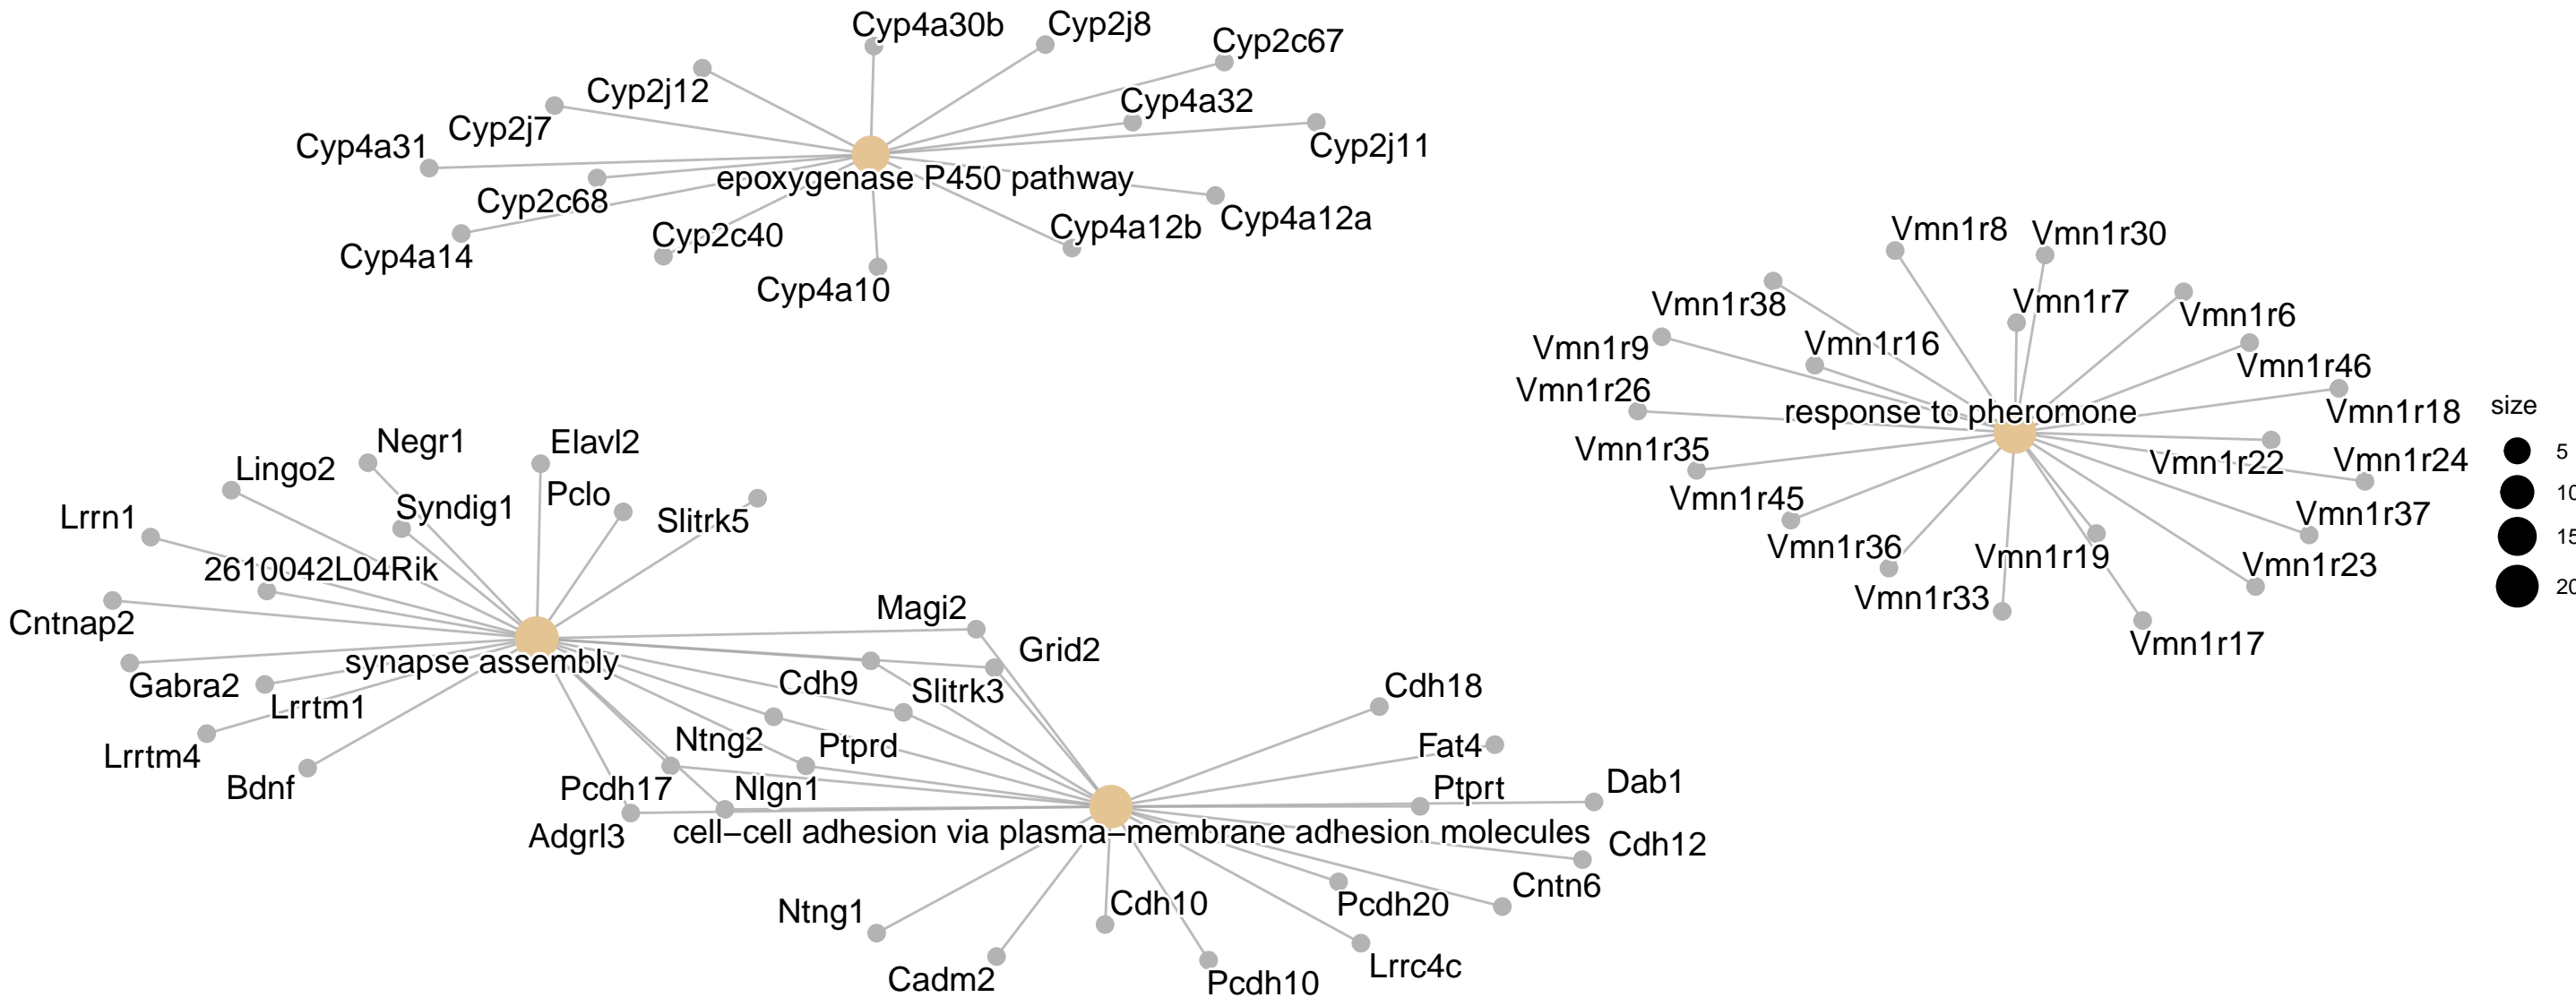 Cyp4a30b
Cyp2j8
Cyp2c67
Cyp2j12
Cyp4a32
Cyp2j7
Cyp4a31
Cyp2j11
epoxygenase P450 pathway
Cyp2c68
Cyp4a12a
Cyp4a12b
Cyp2c40
Cyp4a14
Cyp4a10
Vmn1r8
Vmn1r30
Vmn1r38
Vmn1r7
Vmn1r6
Vmn1r9
Vmn1r16
Vmn1r46
Vmn1r26
response to pheromone
Vmn1r18
Vmn1r35
Vmn1r22
Vmn1r24
Vmn1r45
Vmn1r37
Vmn1r36
Vmn1r19
Vmn1r23
Vmn1r33
Vmn1r17
size
5
10
15
20
Negr1
Elavl2
Lingo2
Pclo
Syndig1
Slitrk5
Lrrn1
2610042L04Rik
Cntnap2
Magi2
Grid2
synapse assembly
Gabra2
Cdh9
Slitrk3
Lrrtm1
Cdh18
Ntng2
Ptprd
Fat4
Lrrtm4
Bdnf
Pcdh17
Nlgn1
Ptprt
Dab1
Adgrl3
cell−cell adhesion via plasma−membrane adhesion molecules
Cdh12
Cntn6
Ntng1
Cdh10
Pcdh20
Cadm2
Pcdh10
Lrrc4c